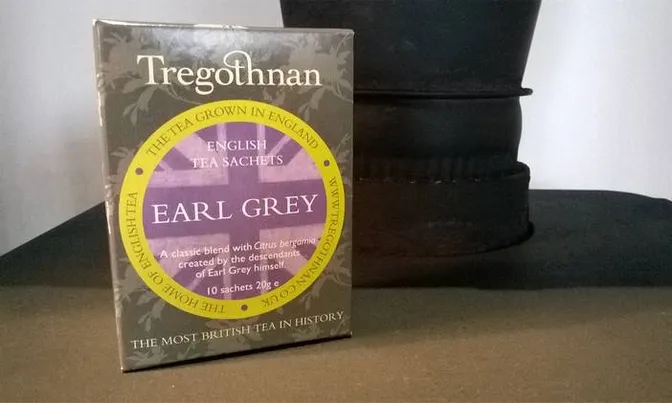 Tregothnan
THE TEA GROWN IN ENGLAND
WWW.TREGOTHNAN.CO.UK
THE HOME OF ENGLISH TEA
ENGLISH
TEA SACHETS
EARL GREY
A classic blend with Citrus bergamia -
created by the descendants
of Earl Grey himself.
10 sachets 20g e
THE MOST BRITISH TEA IN HISTORY